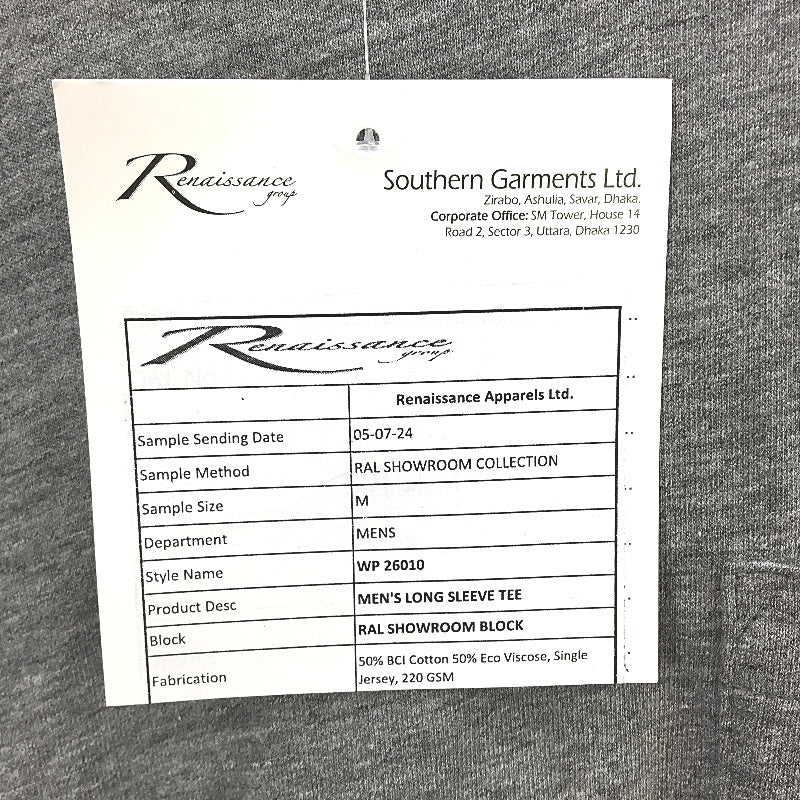 Renaissance
group
Southern Garments Ltd.
Zirabo, Ashulia, Savar, Dhaka.
Corporate Office: SM Tower, House 14
Road 2, Sector 3, Uttara, Dhaka 1230
Renaissance
group
Renaissance Apparels Ltd.
Sample Sending Date 05-07-24
Sample Method RAL SHOWROOM COLLECTION
Sample Size M
Department MENS
Style Name WP 26010
Product Desc MEN'S LONG SLEEVE TEE
Block RAL SHOWROOM BLOCK
Fabrication 50% BCI Cotton 50% Eco Viscose, Single
Jersey, 220 GSM